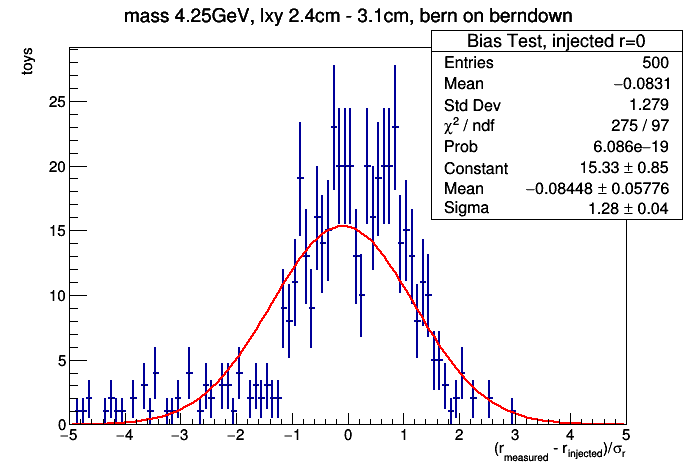 mass 4.25GeV, lxy 2.4cm - 3.1cm, bern on berndown
toys
Bias Test, injected r=0
Entries 500
Mean −0.0831
Std Dev 1.279
χ² / ndf 275 / 97
Prob 6.086e−19
Constant 15.33 ± 0.85
Mean −0.08448 ± 0.05776
Sigma 1.28 ± 0.04
25
20
15
10
5
0
−5 −4 −3 −2 −1 0 1 2 3 4 5
(r_measured - r_injected)/σ_r